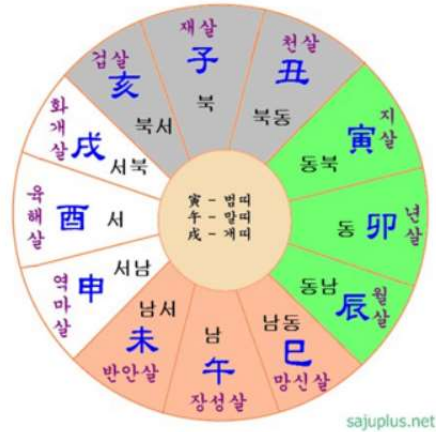 재살
子
북
천살
丑
북동
지살
寅
동북
년살
卯
동
월살
辰
동남
망신살
巳
남동
장성살
午
남
반안살
未
남서
역마살
申
서남
육해살
酉
서
화개살
戌
서북
겁살
亥
북서
寅 - 범띠
午 - 말띠
戌 - 개띠
sajuplus.net